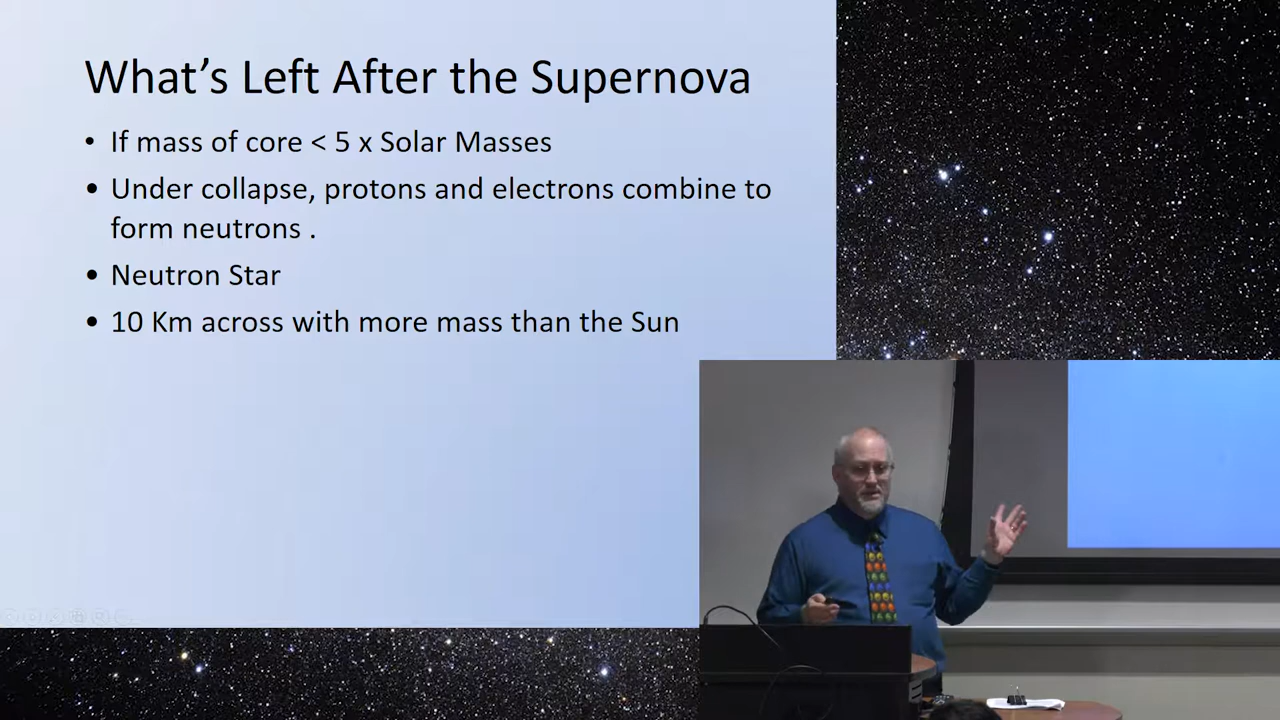 What’s Left After the Supernova
• If mass of core < 5 x Solar Masses
• Under collapse, protons and electrons combine to
form neutrons .
• Neutron Star
• 10 Km across with more mass than the Sun